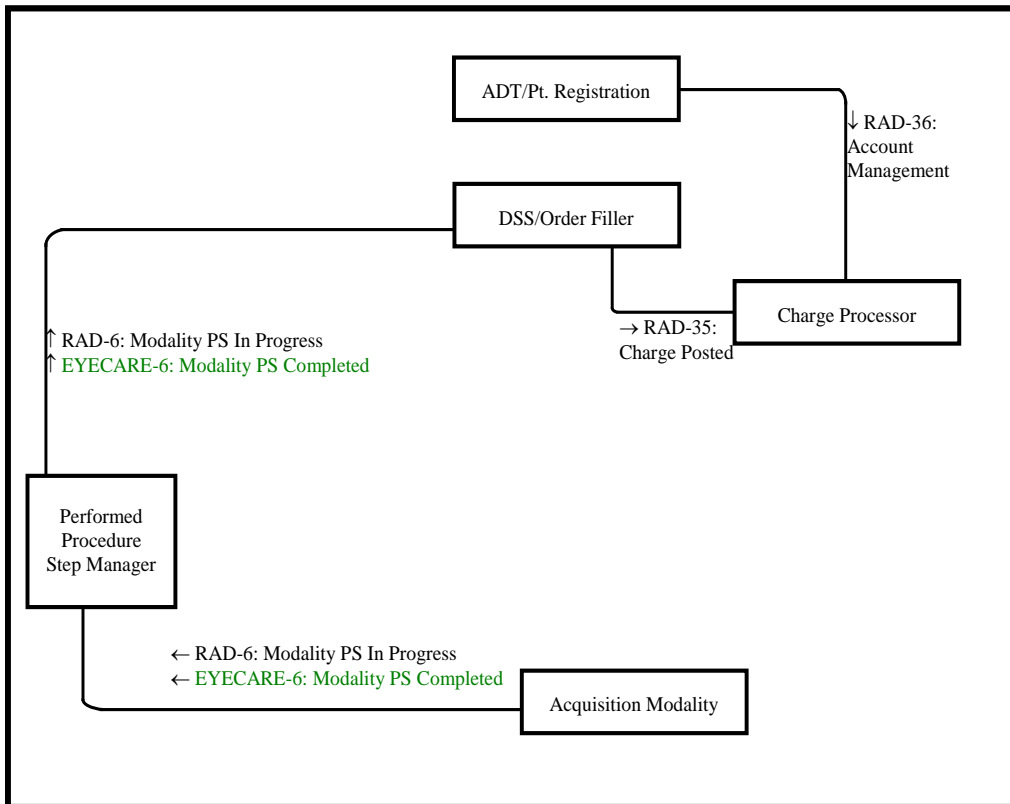 ADT/Pt. Registration
↓ RAD-36:
Account
Management
DSS/Order Filler
Charge Processor
→ RAD-35:
Charge Posted
↑ RAD-6: Modality PS In Progress
↑ EYECARE-6: Modality PS Completed
Performed
Procedure
Step Manager
← RAD-6: Modality PS In Progress
← EYECARE-6: Modality PS Completed
Acquisition Modality